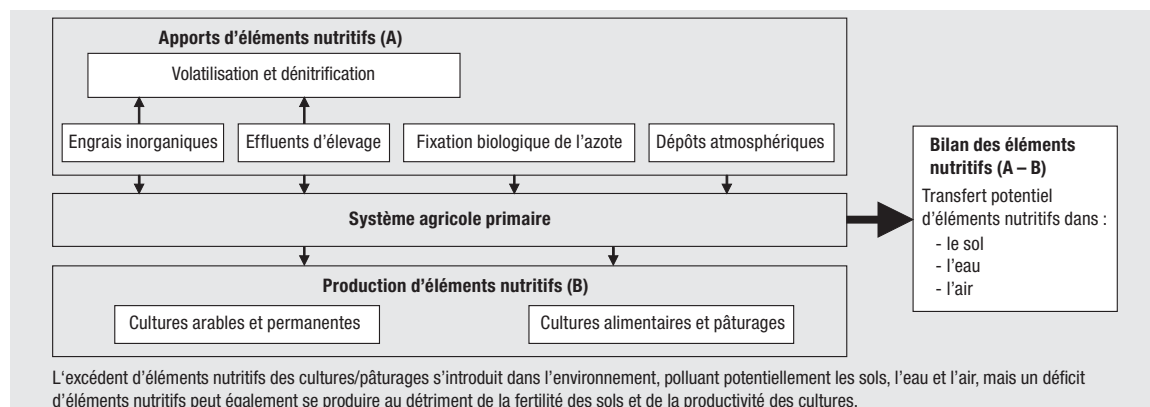 Apports d’éléments nutritifs (A)
Volatilisation et dénitrification
Engrais inorganiques
Effluents d’élevage
Fixation biologique de l’azote
Dépôts atmosphériques
Système agricole primaire
Production d’éléments nutritifs (B)
Cultures arables et permanentes
Cultures alimentaires et pâturages
Bilan des éléments
nutritifs (A – B)
Transfert potentiel
d’éléments nutritifs dans :
- le sol
- l’eau
- l’air
L‘excédent d’éléments nutritifs des cultures/pâturages s’introduit dans l’environnement, polluant potentiellement les sols, l’eau et l’air, mais un déficit
d’éléments nutritifs peut également se produire au détriment de la fertilité des sols et de la productivité des cultures.